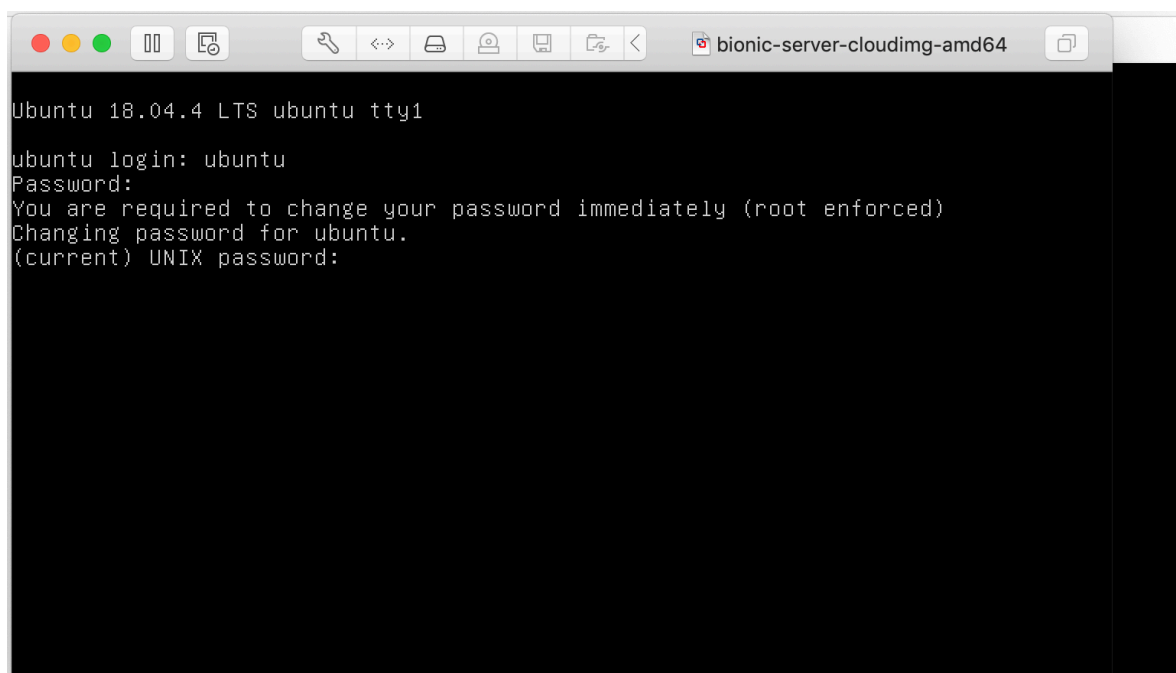 bionic-server-cloudimg-amd64
Ubuntu 18.04.4 LTS ubuntu tty1
ubuntu login: ubuntu
Password:
You are required to change your password immediately (root enforced)
Changing password for ubuntu.
(current) UNIX password: